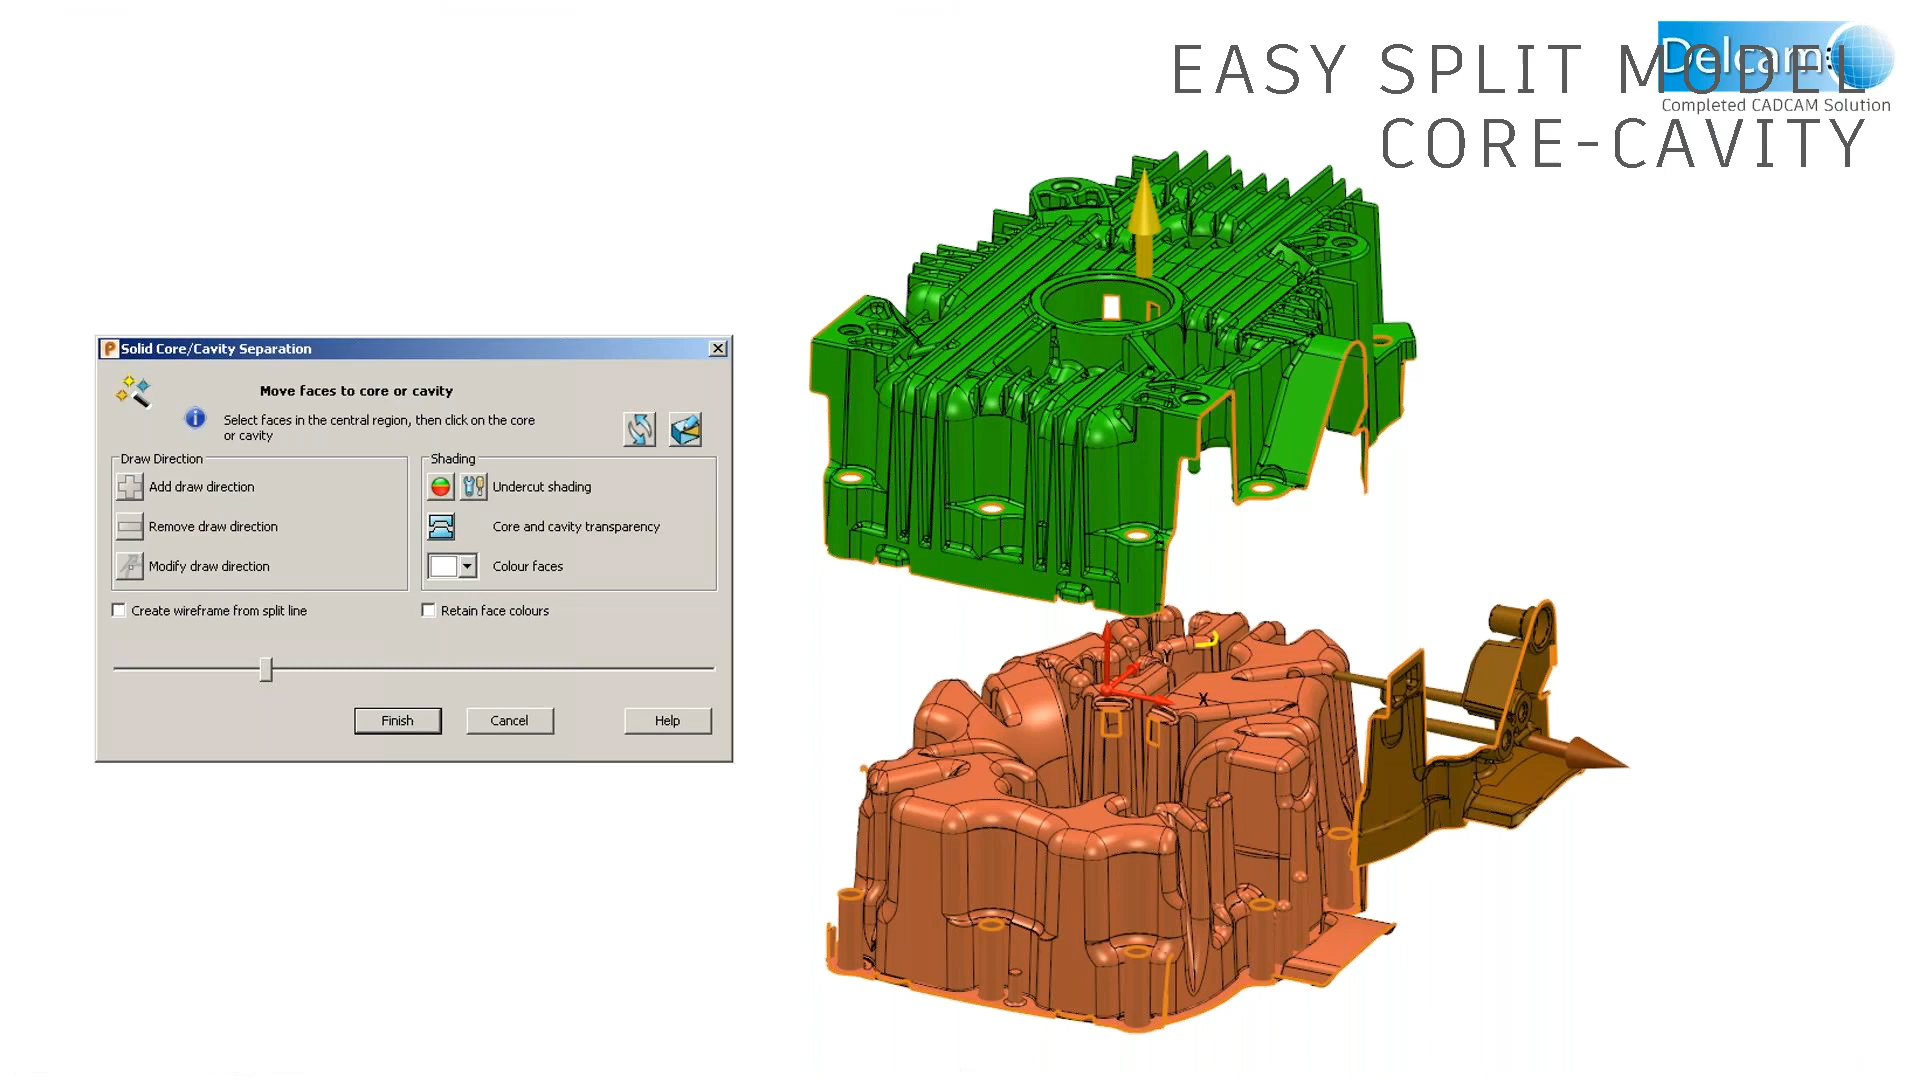 EASY SPLIT MODEL
CORE-CAVITY
Delcam
Completed CADCAM Solution
Solid Core/Cavity Separation
Move faces to core or cavity
Select faces in the central region, then click on the core
or cavity
Draw Direction
Add draw direction
Remove draw direction
Modify draw direction
Shading
Undercut shading
Core and cavity transparency
Colour faces
Create wireframe from split line
Retain face colours
Finish
Cancel
Help
Y
X